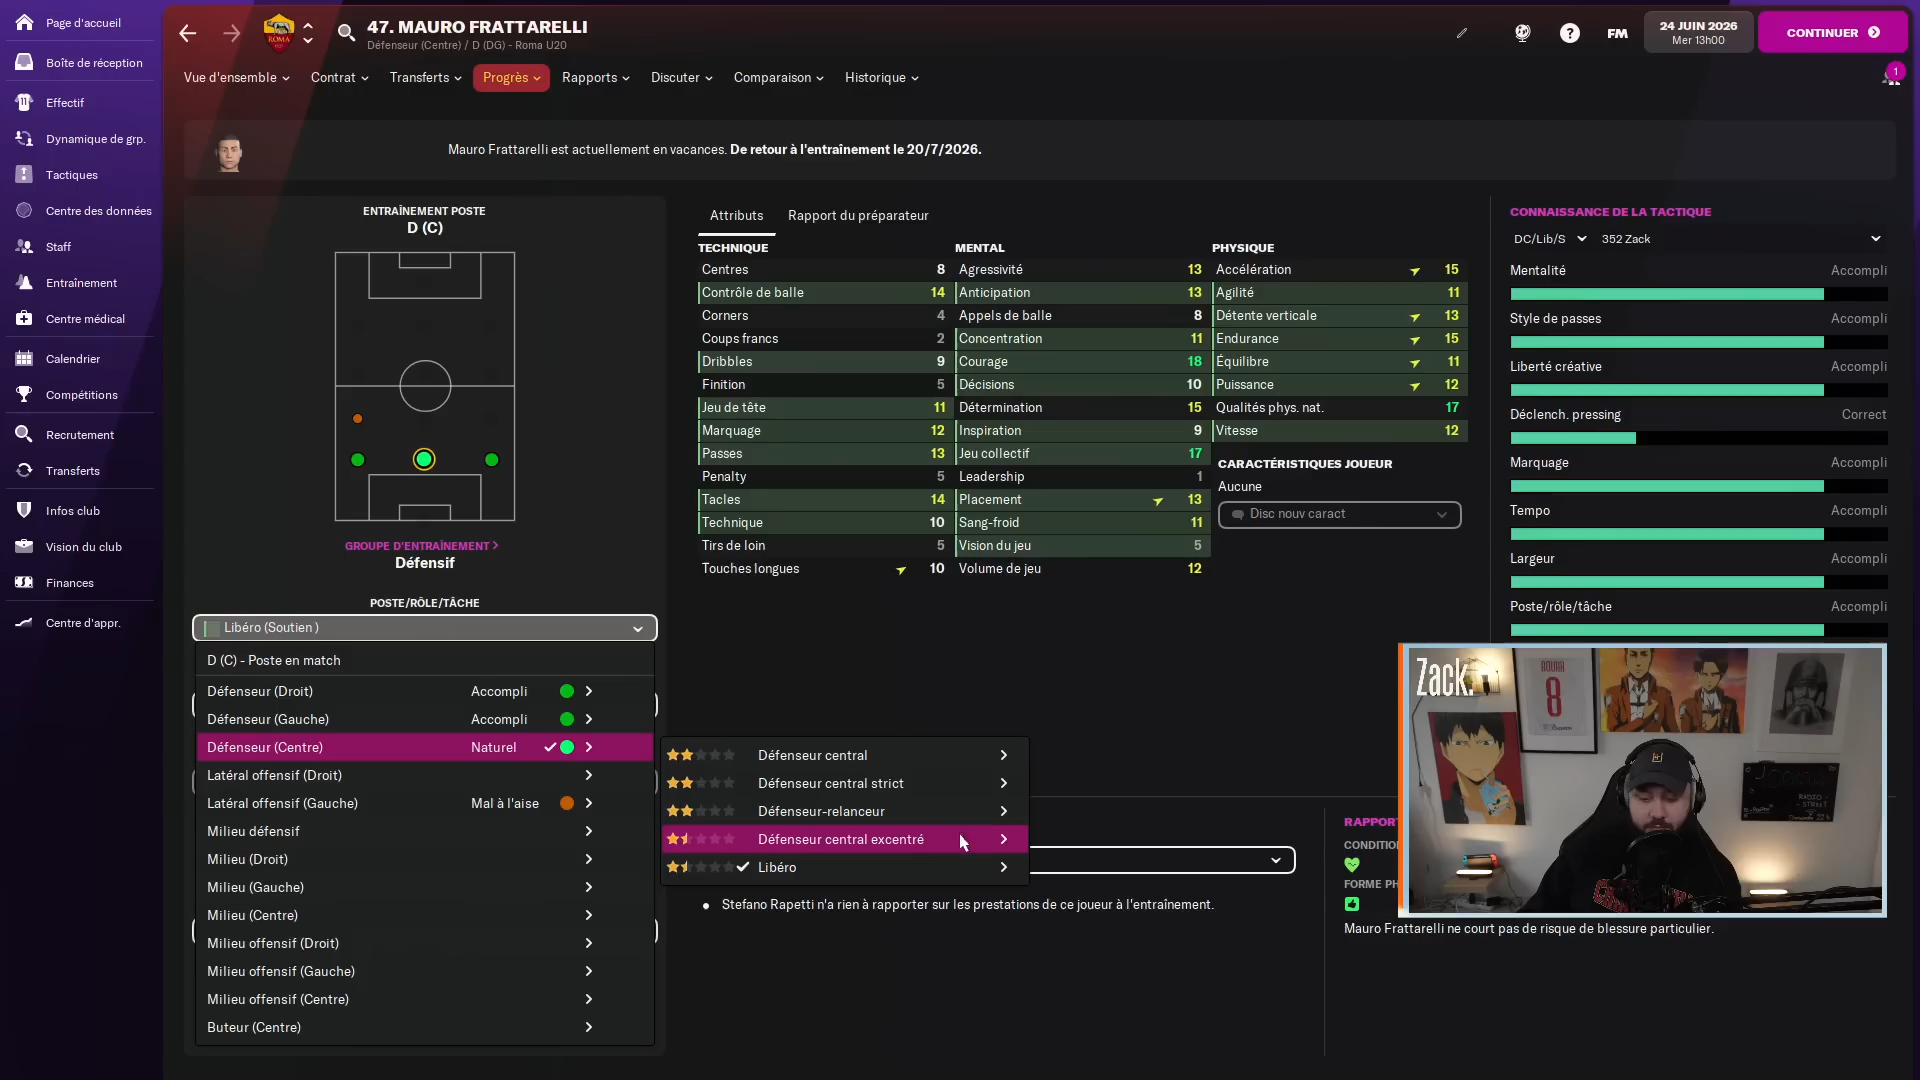 Page d'accueil
Boîte de réception
Effectif
Dynamique de grp.
Tactiques
Centre des données
Staff
Entraînement
Centre médical
Calendrier
Compétitions
Recrutement
Transferts
Infos club
Vision du club
Finances
Centre d'appr.
47. MAURO FRATTARELLI
Défenseur (Centre) / D (DG) - Roma U20
FM
24 JUIN 2026
Mer 13h00
CONTINUER
1
Vue d'ensemble
Contrat
Transferts
Progrès
Rapports
Discuter
Comparaison
Historique
Mauro Frattarelli est actuellement en vacances. De retour à l'entraînement le 20/7/2026.
ENTRAÎNEMENT POSTE
D (C)
GROUPE D'ENTRAÎNEMENT
Défensif
POSTE/RÔLE/TÂCHE
Libéro (Soutien )
D (C) - Poste en match
Défenseur (Droit) Accompli
Défenseur (Gauche) Accompli
Défenseur (Centre) Naturel
Latéral offensif (Droit)
Latéral offensif (Gauche) Mal à l'aise
Milieu défensif
Milieu (Droit)
Milieu (Gauche)
Milieu (Centre)
Milieu offensif (Droit)
Milieu offensif (Gauche)
Milieu offensif (Centre)
Buteur (Centre)
Défenseur central
Défenseur central strict
Défenseur-relanceur
Défenseur central excentré
Libéro
Attributs
Rapport du préparateur
TECHNIQUE
Centres 8
Contrôle de balle 14
Corners 4
Coups francs 2
Dribbles 9
Finition 5
Jeu de tête 11
Marquage 12
Passes 13
Penalty 5
Tacles 14
Technique 10
Tirs de loin 5
Touches longues 10
MENTAL
Agressivité 13
Anticipation 13
Appels de balle 8
Concentration 11
Courage 18
Décisions 10
Détermination 15
Inspiration 9
Jeu collectif 17
Leadership 1
Placement 13
Sang-froid 11
Vision du jeu 5
Volume de jeu 12
PHYSIQUE
Accélération 15
Agilité 11
Détente verticale 13
Endurance 15
Équilibre 11
Puissance 12
Qualités phys. nat. 17
Vitesse 12
CARACTÉRISTIQUES JOUEUR
Aucune
Disc nouv caract
Stefano Rapetti n'a rien à rapporter sur les prestations de ce joueur à l'entraînement.
CONNAISSANCE DE LA TACTIQUE
DC/Lib/S
352 Zack
Mentalité Accompli
Style de passes Accompli
Liberté créative Accompli
Déclench. pressing Correct
Marquage Accompli
Tempo Accompli
Largeur Accompli
Poste/rôle/tâche Accompli
RAPPOR
CONDITIO
FORME PH
Mauro Frattarelli ne court pas de risque de blessure particulier.
Zack.
8